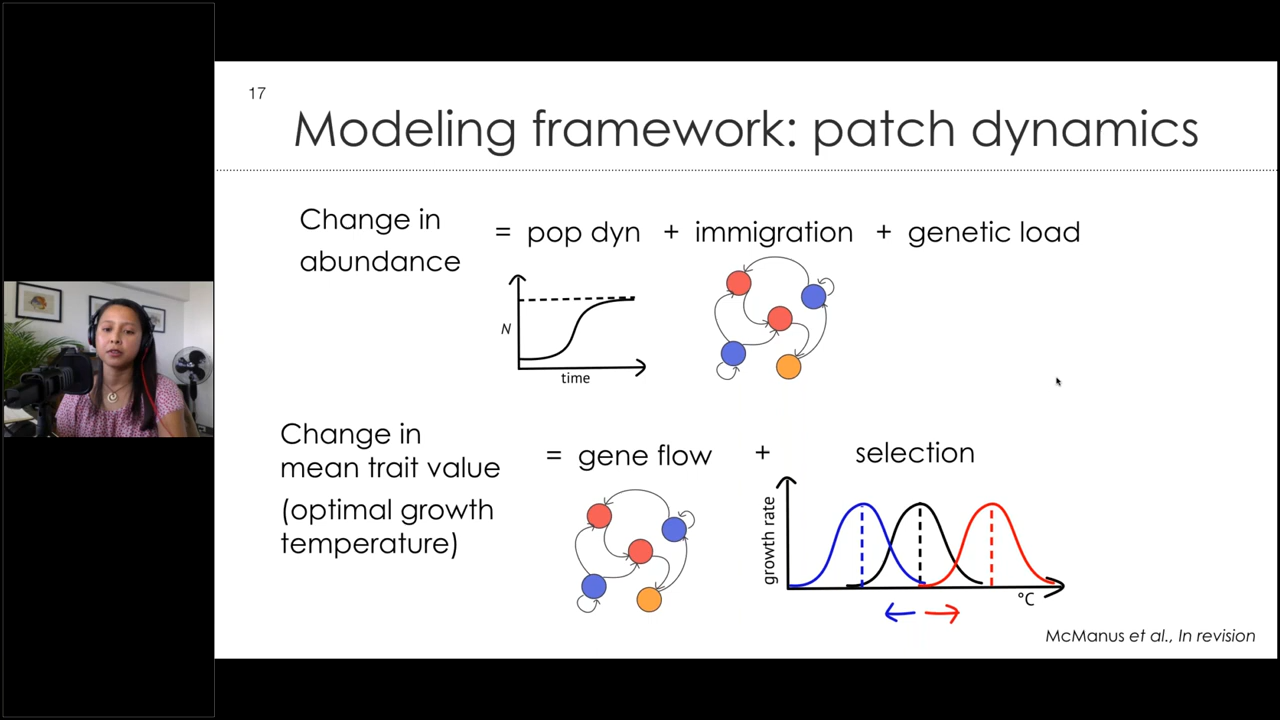 17
Modeling framework: patch dynamics
Change in
abundance
= pop dyn + immigration + genetic load
N
time
Change in
mean trait value
(optimal growth
temperature)
= gene flow + selection
growth rate
°C
McManus et al., In revision